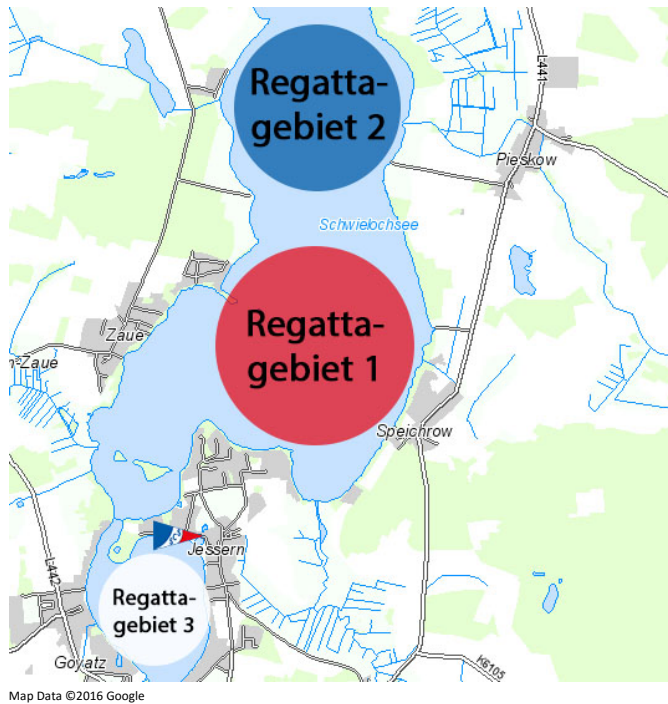 Regatta-
gebiet 2
L441
Pieskow
Schwielochsee
Regatta-
gebiet 1
Zaue
n-Zaue
Speichrow
Jessern
L442
Regatta-
gebiet 3
Goyatz
K6105
Map Data ©2016 Google